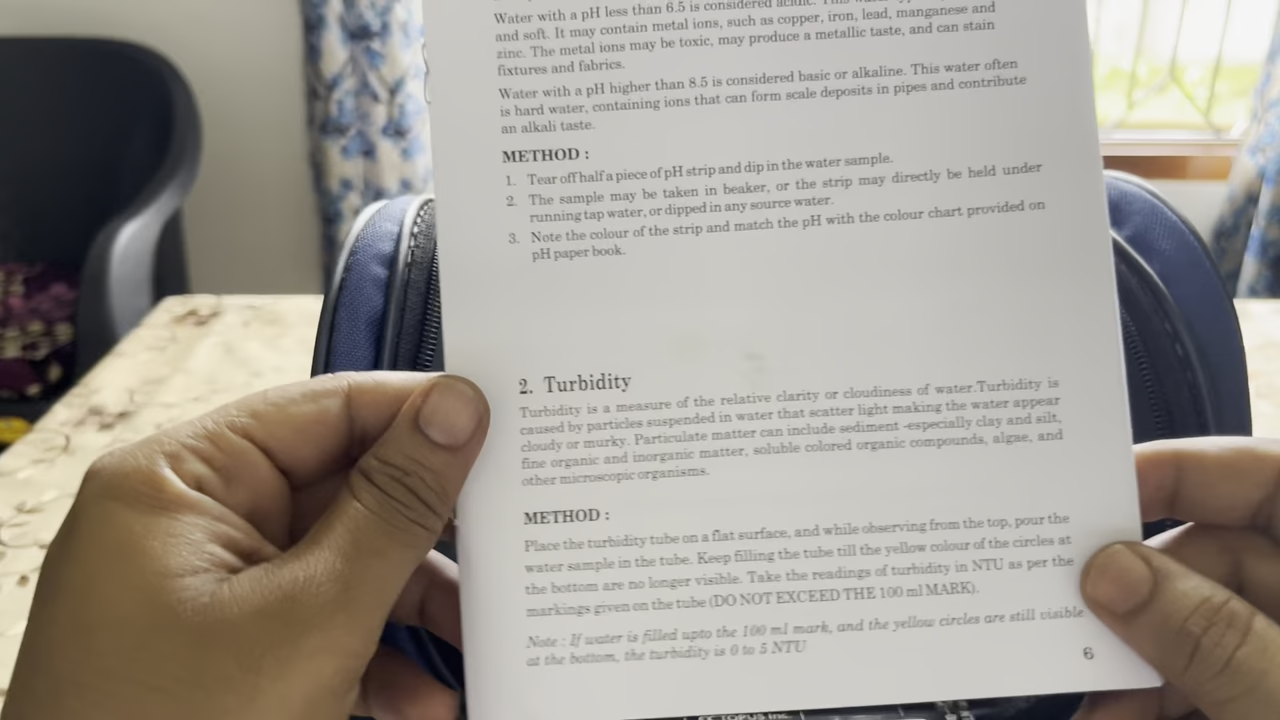 Water with a pH less than 6.5 is considered acidic. This water
and soft. It may contain metal ions, such as copper, iron, lead, manganese and
zinc. The metal ions may be toxic, may produce a metallic taste, and can stain
fixtures and fabrics.
Water with a pH higher than 8.5 is considered basic or alkaline. This water often
is hard water, containing ions that can form scale deposits in pipes and contribute
an alkali taste.
METHOD :
1. Tear off half a piece of pH strip and dip in the water sample.
2. The sample may be taken in beaker, or the strip may directly be held under
running tap water, or dipped in any source water.
3. Note the colour of the strip and match the pH with the colour chart provided on
pH paper book.
2. Turbidity
Turbidity is a measure of the relative clarity or cloudiness of water.Turbidity is
caused by particles suspended in water that scatter light making the water appear
cloudy or murky. Particulate matter can include sediment -especially clay and silt,
fine organic and inorganic matter, soluble colored organic compounds, algae, and
other microscopic organisms.
METHOD :
Place the turbidity tube on a flat surface, and while observing from the top, pour the
water sample in the tube. Keep filling the tube till the yellow colour of the circles at
the bottom are no longer visible. Take the readings of turbidity in NTU as per the
markings given on the tube (DO NOT EXCEED THE 100 ml MARK).
Note : If water is filled upto the 100 ml mark, and the yellow circles are still visible
at the bottom, the turbidity is 0 to 5 NTU
6